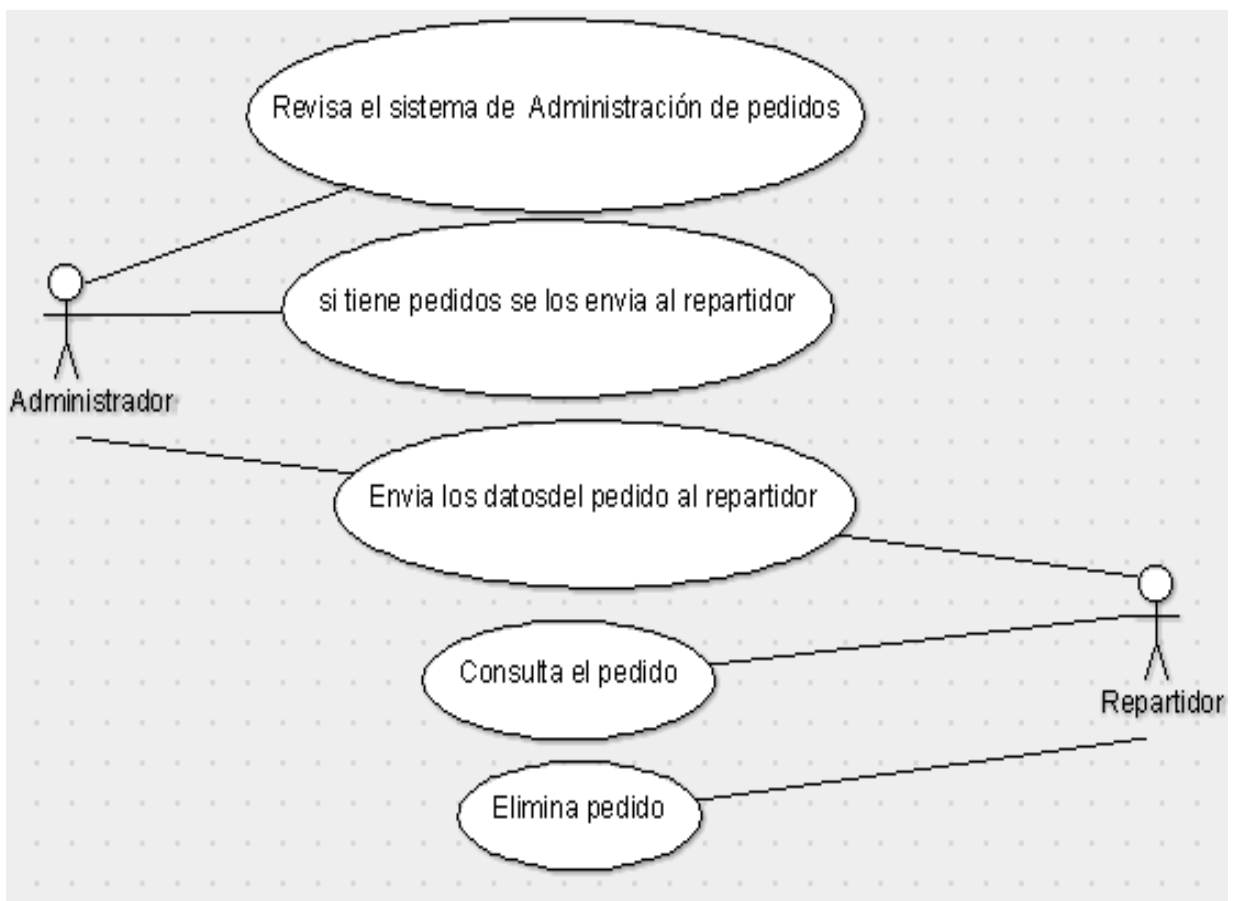 Revisa el sistema de Administración de pedidos
si tiene pedidos se los envia al repartidor
Administrador
Envia los datosdel pedido al repartidor
Consulta el pedido
Repartidor
Elimina pedido